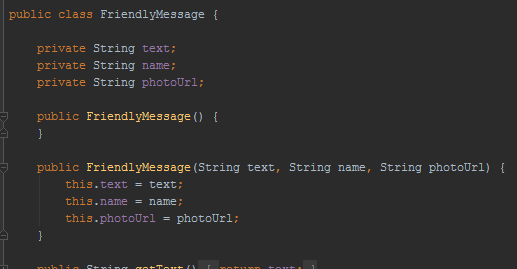 public class FriendlyMessage {
private String text;
private String name;
private String photoUrl;
public FriendlyMessage() {
}
public FriendlyMessage(String text, String name, String photoUrl) {
this.text = text;
this.name = name;
this.photoUrl = photoUrl;
}
public String getText() { return text; }